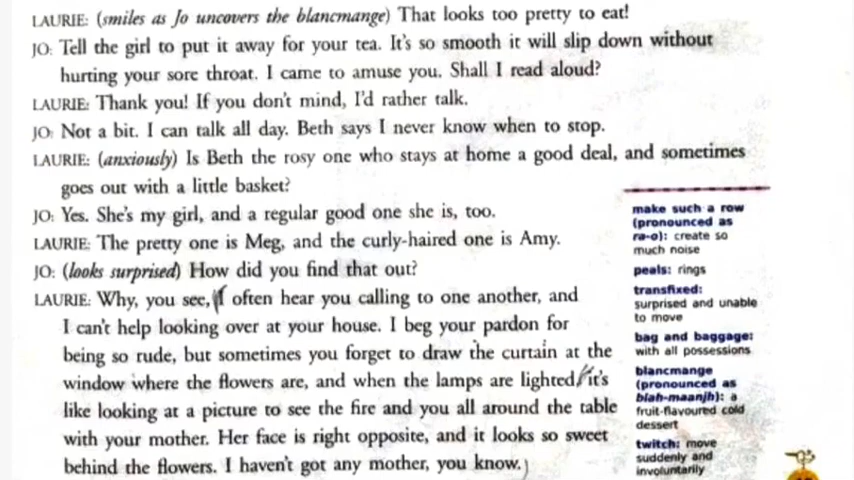 LAURIE: (smiles as Jo uncovers the blancmange) That looks too pretty to eat!
JO: Tell the girl to put it away for your tea. It's so smooth it will slip down without
hurting your sore throat. I came to amuse you. Shall I read aloud?
LAURIE: Thank you! If you don't mind, I'd rather talk.
JO: Not a bit. I can talk all day. Beth says I never know when to stop.
LAURIE: (anxiously) Is Beth the rosy one who stays at home a good deal, and sometimes
goes out with a little basket?
JO: Yes. She's my girl, and a regular good one she is, too.
LAURIE: The pretty one is Meg, and the curly-haired one is Amy.
JO: (looks surprised) How did you find that out?
LAURIE: Why, you see, I often hear you calling to one another, and
I can't help looking over at your house. I beg your pardon for
being so rude, but sometimes you forget to draw the curtain at the
window where the flowers are, and when the lamps are lighted, it's
like looking at a picture to see the fire and you all around the table
with your mother. Her face is right opposite, and it looks so sweet
behind the flowers. I haven't got any mother, you know.
make such a row
(pronounced as
ra-o): create so
much noise
peals: rings
transfixed:
surprised and unable
to move
bag and baggage:
with all possessions
blancmange
(pronounced as
blah-maanjh): a
fruit-flavoured cold
dessert
twitch: move
suddenly and
involuntarily